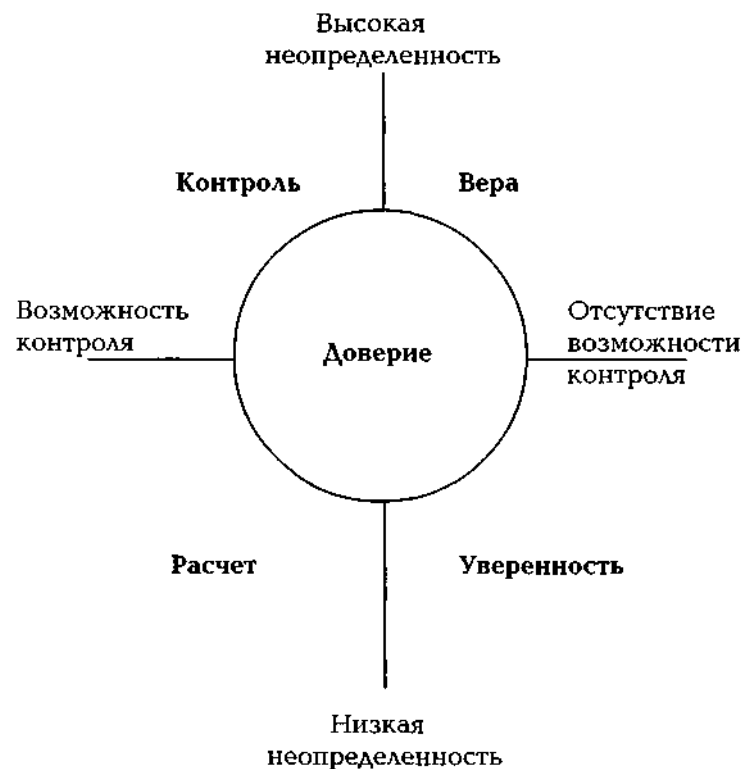 Высокая
неопределенность
Контроль
Вера
Возможность
контроля
Доверие
Отсутствие
возможности
контроля
Расчет
Уверенность
Низкая
неопределенность